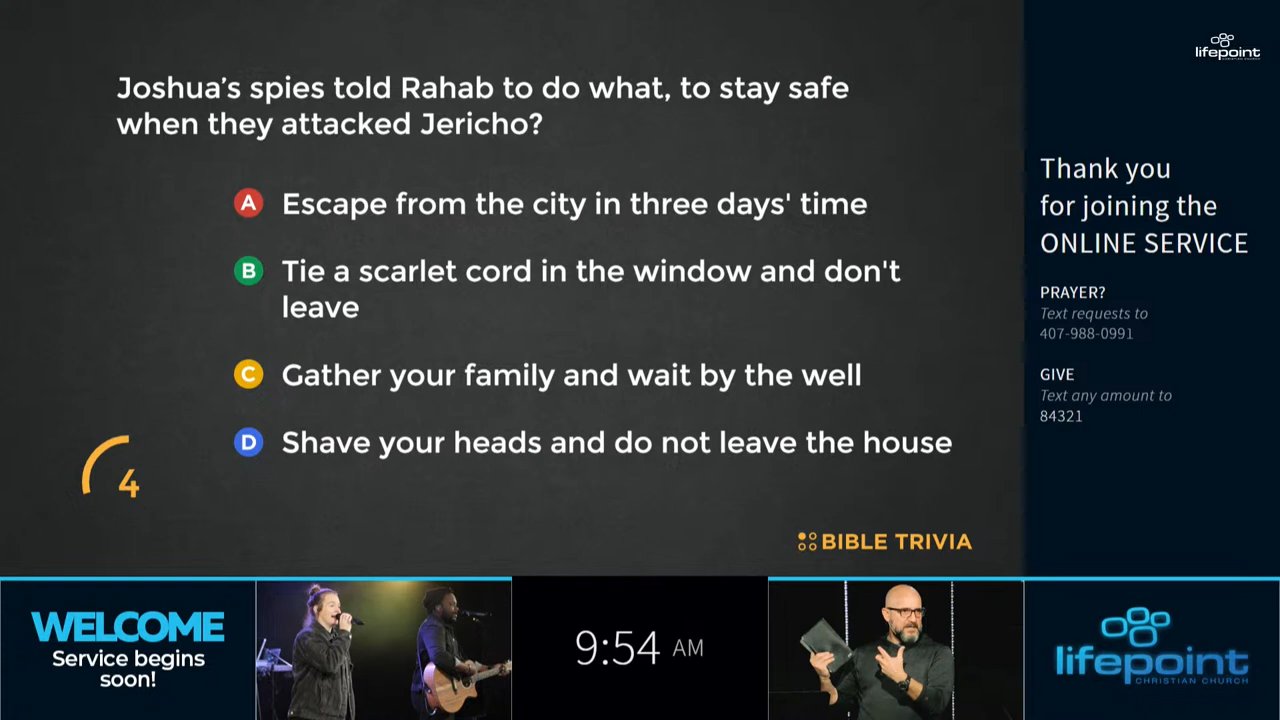 Joshua’s spies told Rahab to do what, to stay safe
when they attacked Jericho?
A Escape from the city in three days' time
B Tie a scarlet cord in the window and don't
leave
C Gather your family and wait by the well
D Shave your heads and do not leave the house
4
BIBLE TRIVIA
lifepoint
CHRISTIAN CHURCH
Thank you
for joining the
ONLINE SERVICE
PRAYER?
Text requests to
407-988-0991
GIVE
Text any amount to
84321
WELCOME
Service begins
soon!
9:54 AM
lifepoint
CHRISTIAN CHURCH